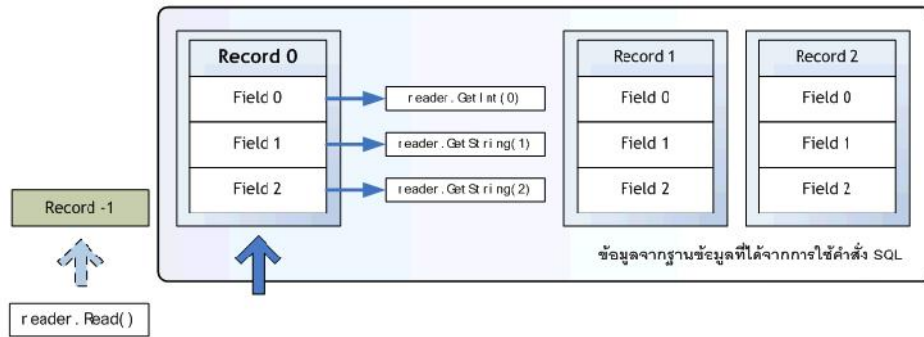 Record 0
Field 0
Field 1
Field 2
reader.GetInt(0)
reader.GetString(1)
reader.GetString(2)
Record 1
Field 0
Field 1
Field 2
Record 2
Field 0
Field 1
Field 2
ข้อมูลจากฐานข้อมูลที่ได้จากการใช้คำสั่ง SQL
Record -1
reader.Read()